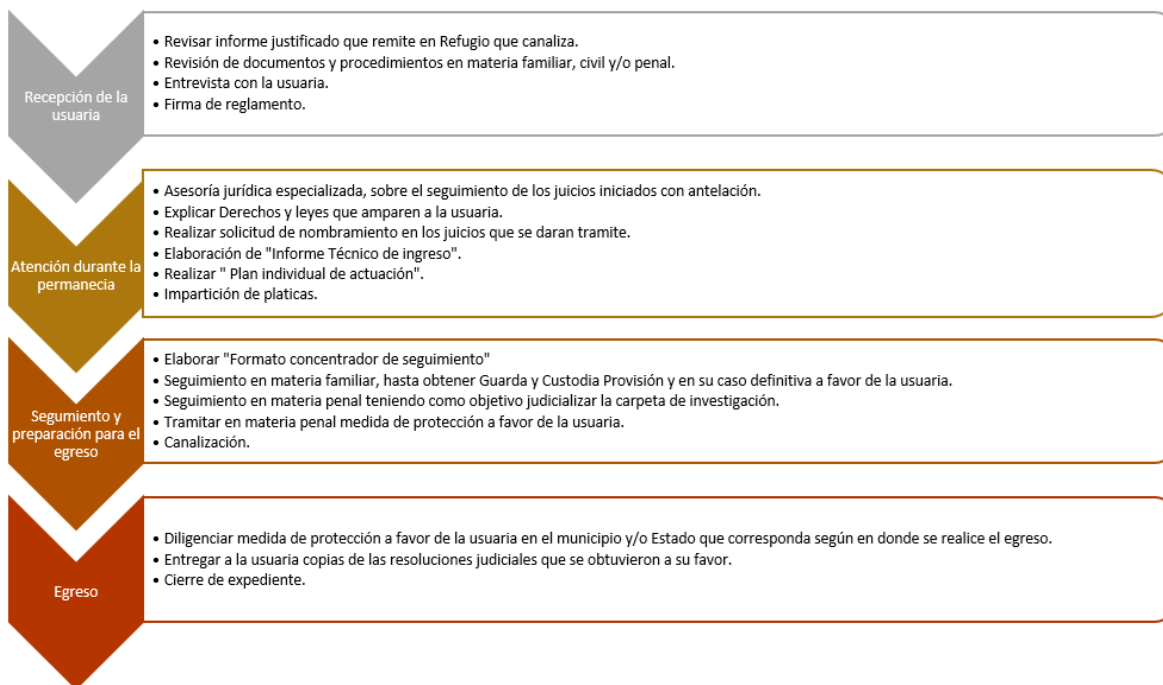 Recepción de la
usuaria
• Revisar informe justificado que remite en Refugio que canaliza.
• Revisión de documentos y procedimientos en materia familiar, civil y/o penal.
• Entrevista con la usuaria.
• Firma de reglamento.
Atención durante la
permanecia
• Asesoría jurídica especializada, sobre el seguimiento de los juicios iniciados con antelación.
• Explicar Derechos y leyes que amparen a la usuaria.
• Realizar solicitud de nombramiento en los juicios que se daran tramite.
• Elaboración de "Informe Técnico de ingreso".
• Realizar " Plan individual de actuación".
• Impartición de platicas.
Segumiento y
preparación para el
egreso
• Elaborar "Formato concentrador de seguimiento"
• Seguimiento en materia familiar, hasta obtener Guarda y Custodia Provisión y en su caso definitiva a favor de la usuaria.
• Seguimiento en materia penal teniendo como objetivo judicializar la carpeta de investigación.
• Tramitar en materia penal medida de protección a favor de la usuaria.
• Canalización.
Egreso
• Diligenciar medida de protección a favor de la usuaria en el municipio y/o Estado que corresponda según en donde se realice el egreso.
• Entregar a la usuaria copias de las resoluciones judiciales que se obtuvieron a su favor.
• Cierre de expediente.